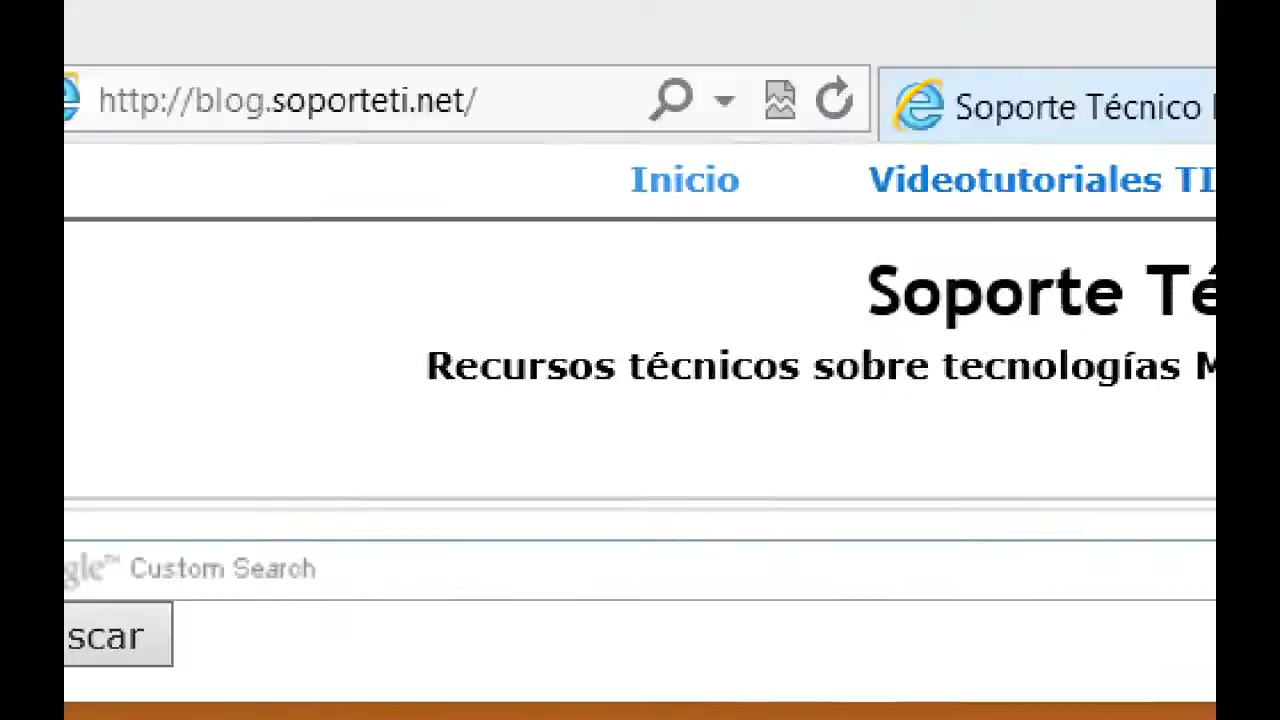 http://blog.soporteti.net/
Soporte Técnico
Inicio Videotutoriales TI
Soporte Té
Recursos técnicos sobre tecnologías M
gle™ Custom Search
scar